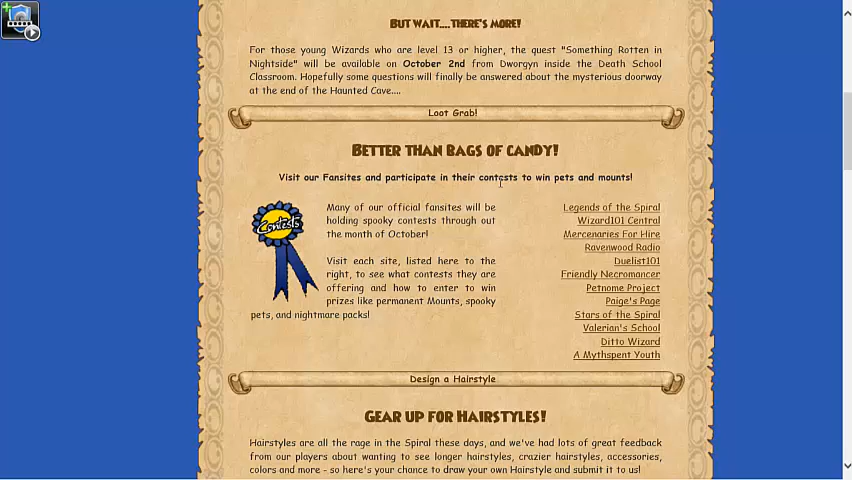 BUT WAIT....THERE'S MORE!
For those young Wizards who are level 13 or higher, the quest "Something Rotten in
Nightside" will be available on October 2nd from Dworgyn inside the Death School
Classroom. Hopefully some questions will finally be answered about the mysterious doorway
at the end of the Haunted Cave....
Loot Grab!
BETTER THAN BAGS OF CANDY!
Visit our Fansites and participate in their contests to win pets and mounts!
Contests
Many of our official fansites will be
holding spooky contests through out
the month of October!
Visit each site, listed here to the
right, to see what contests they are
offering and how to enter to win
prizes like permanent Mounts, spooky
pets, and nightmare packs!
Legends of the Spiral
Wizard101 Central
Mercenaries For Hire
Ravenwood Radio
Duelist101
Friendly Necromancer
Petnome Project
Paige's Page
Stars of the Spiral
Valerian's School
Ditto Wizard
A Mythspent Youth
Design a Hairstyle
GEAR UP FOR HAIRSTYLES!
Hairstyles are all the rage in the Spiral these days, and we've had lots of great feedback
from our players about wanting to see longer hairstyles, crazier hairstyles, accessories,
colors and more - so here's your chance to draw your own Hairstyle and submit it to us!